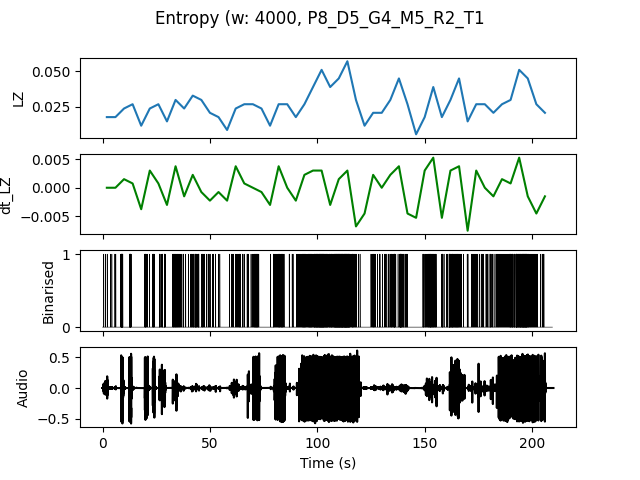 Entropy (w: 4000, P8_D5_G4_M5_R2_T1
0.050
0.025
LZ
0.005
0.000
−0.005
dt_LZ
1
0
Binarised
0.5
0.0
−0.5
Audio
0 50 100 150 200
Time (s)